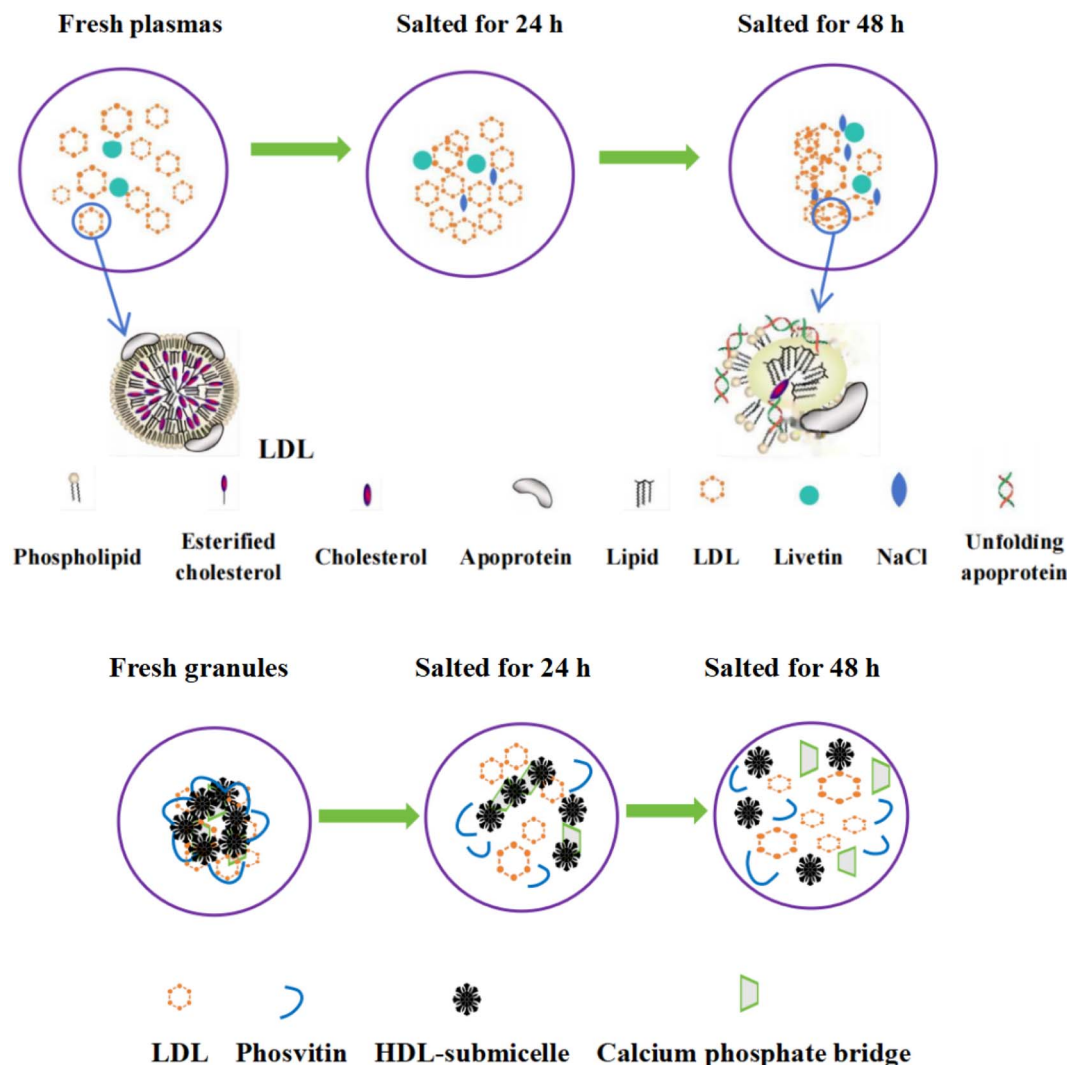 Fresh plasmas
Salted for 24 h
Salted for 48 h
LDL
Phospholipid
Esterified
cholesterol
Cholesterol
Apoprotein
Lipid
LDL
Livetin
NaCl
Unfolding
apoprotein
Fresh granules
Salted for 24 h
Salted for 48 h
LDL
Phosvitin
HDL-submicelle
Calcium phosphate bridge